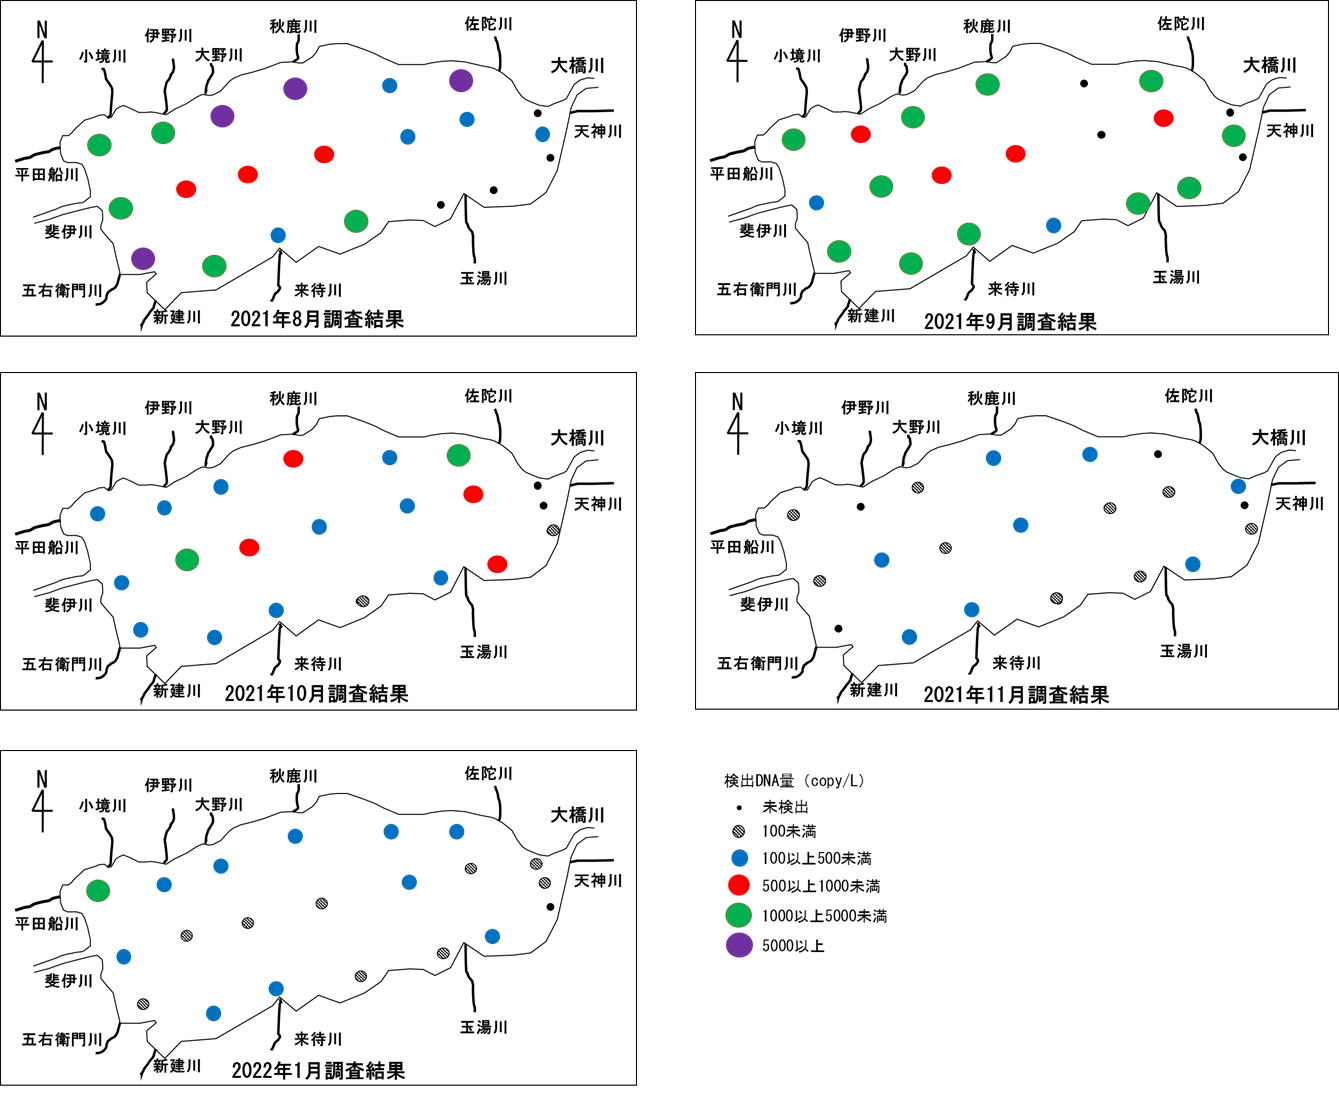 N
小境川
伊野川
大野川
秋鹿川
佐陀川
大橋川
天神川
平田船川
斐伊川
五右衛門川
新建川
来待川
玉湯川
2021年8月調査結果
N
小境川
伊野川
大野川
秋鹿川
佐陀川
大橋川
天神川
平田船川
斐伊川
五右衛門川
新建川
来待川
玉湯川
2021年9月調査結果
N
小境川
伊野川
大野川
秋鹿川
佐陀川
大橋川
天神川
平田船川
斐伊川
五右衛門川
新建川
来待川
玉湯川
2021年10月調査結果
N
小境川
伊野川
大野川
秋鹿川
佐陀川
大橋川
天神川
平田船川
斐伊川
五右衛門川
新建川
来待川
玉湯川
2021年11月調査結果
N
小境川
伊野川
大野川
秋鹿川
佐陀川
大橋川
天神川
平田船川
斐伊川
五右衛門川
新建川
来待川
玉湯川
2022年1月調査結果
検出DNA量（copy/L）
未検出
100未満
100以上500未満
500以上1000未満
1000以上5000未満
5000以上